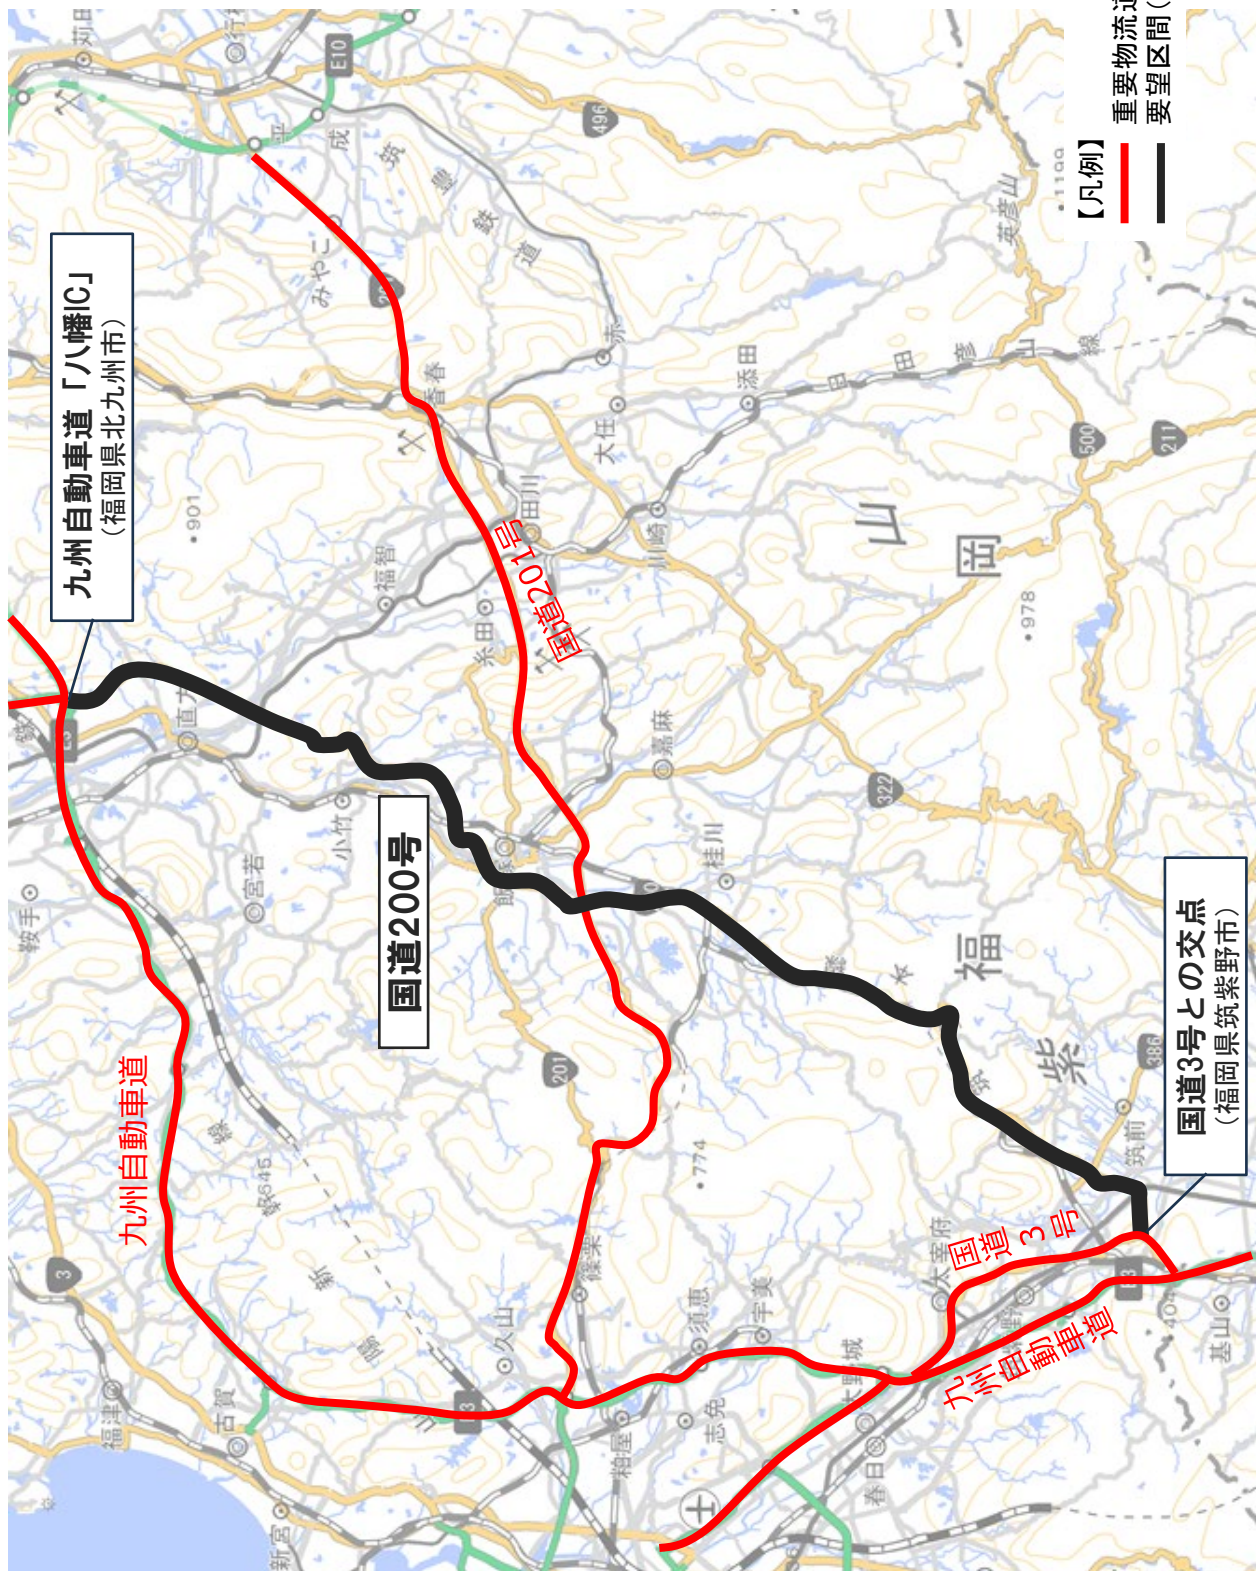 九州自動車道「八幡IC」
(福岡県北九州市)
国道200号
国道3号との交点
(福岡県筑紫野市)
【凡例】
重要物流道
要望区間(
九州自動車道
国道201号
国道3号
九州自動車道
苅田
行
E10
平
成
筑
豊
鉄
道
496
みやこ
英彦山
1199
香春
赤
大任
添田
日
田
彦
山
線
500
211
901
福智
田川
糸田
川崎
山
岡
978
直方
小竹
宮若
鞍手
飯
嘉麻
桂川
322
福
紫
386
筑前
201
774
篠栗
645
新
陽
山
3
久山
須恵
宇美
太宰府
福津
古賀
新宮
粕屋
志免
大野城
春日
野
404
基山